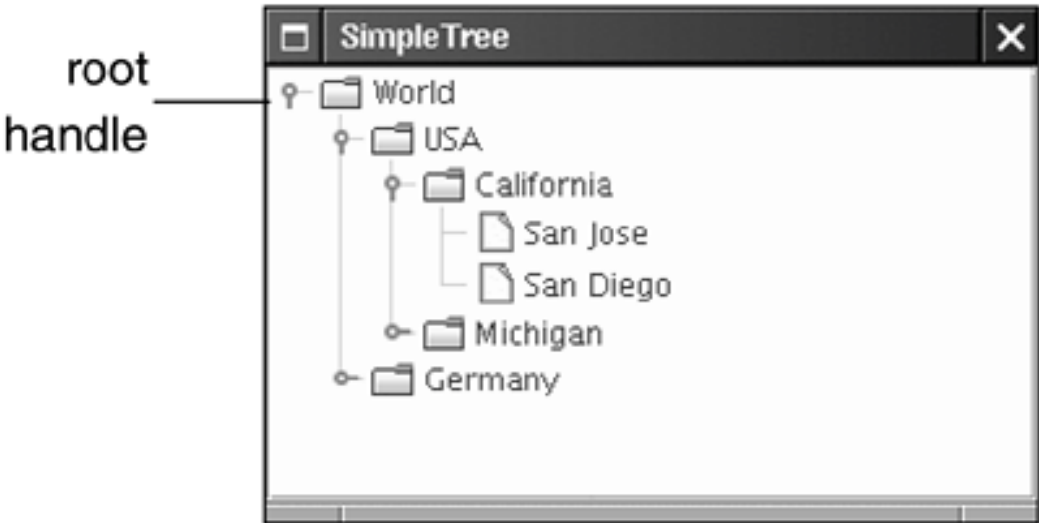 root
handle
SimpleTree
World
USA
California
San Jose
San Diego
Michigan
Germany